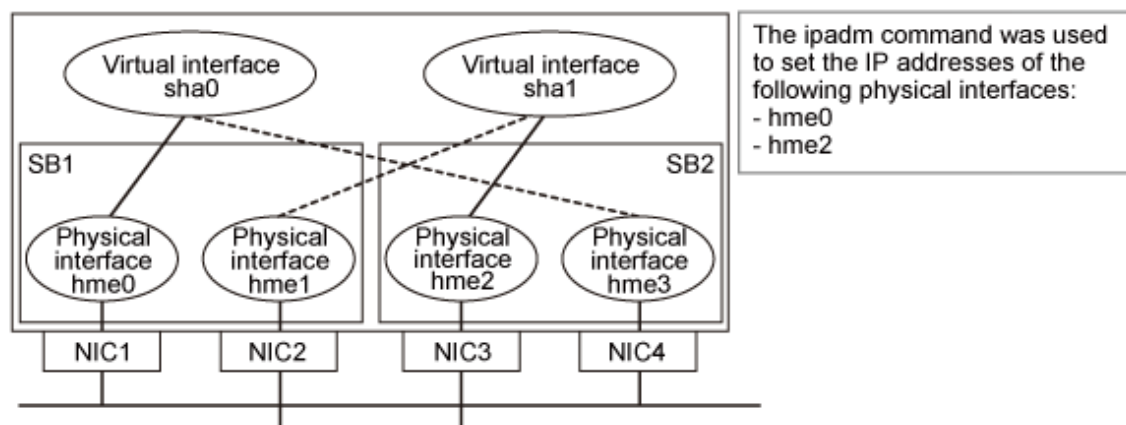 Virtual interface
sha0
Virtual interface
sha1
The ipadm command was used
to set the IP addresses of the
following physical interfaces:
- hme0
- hme2
SB1
SB2
Physical
interface
hme0
Physical
interface
hme1
Physical
interface
hme2
Physical
interface
hme3
NIC1
NIC2
NIC3
NIC4